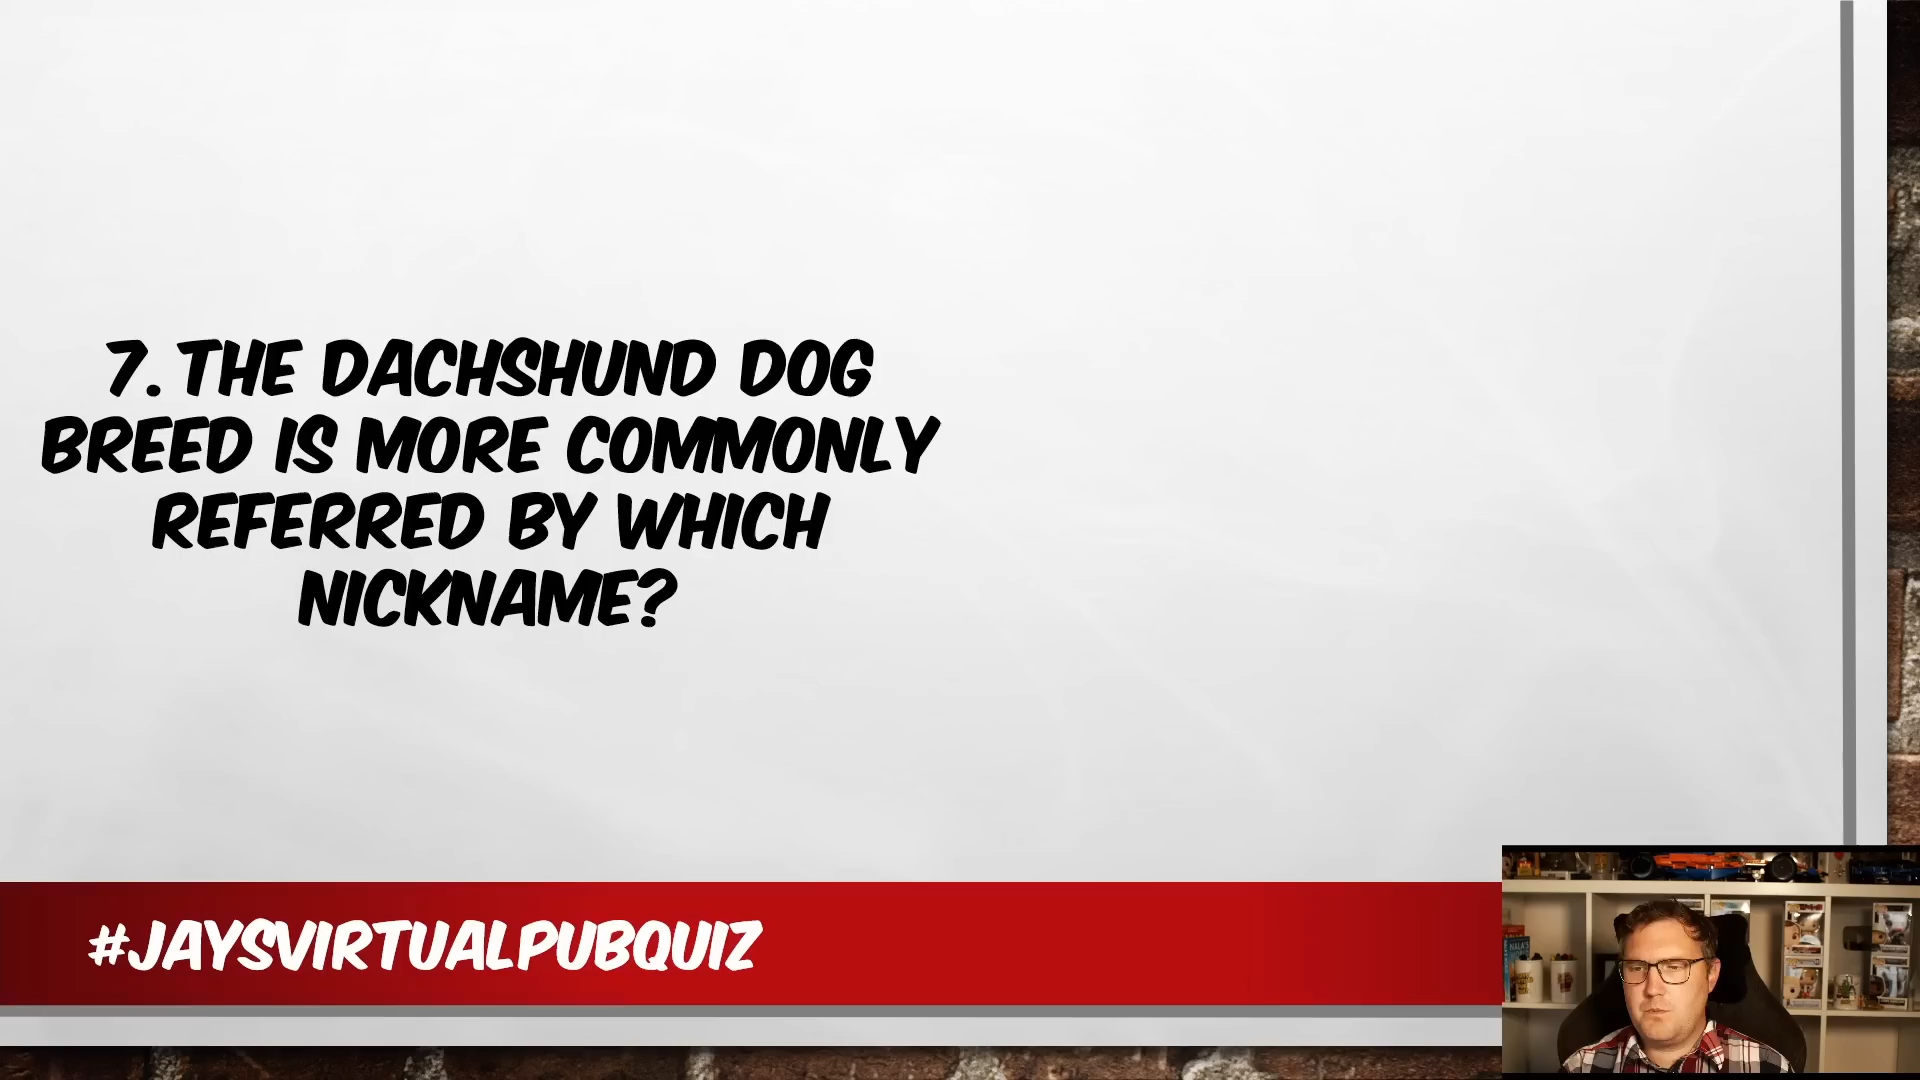 7. THE DACHSHUND DOG
BREED IS MORE COMMONLY
REFERRED BY WHICH
NICKNAME?
#JAYSVIRTUALPUBQUIZ